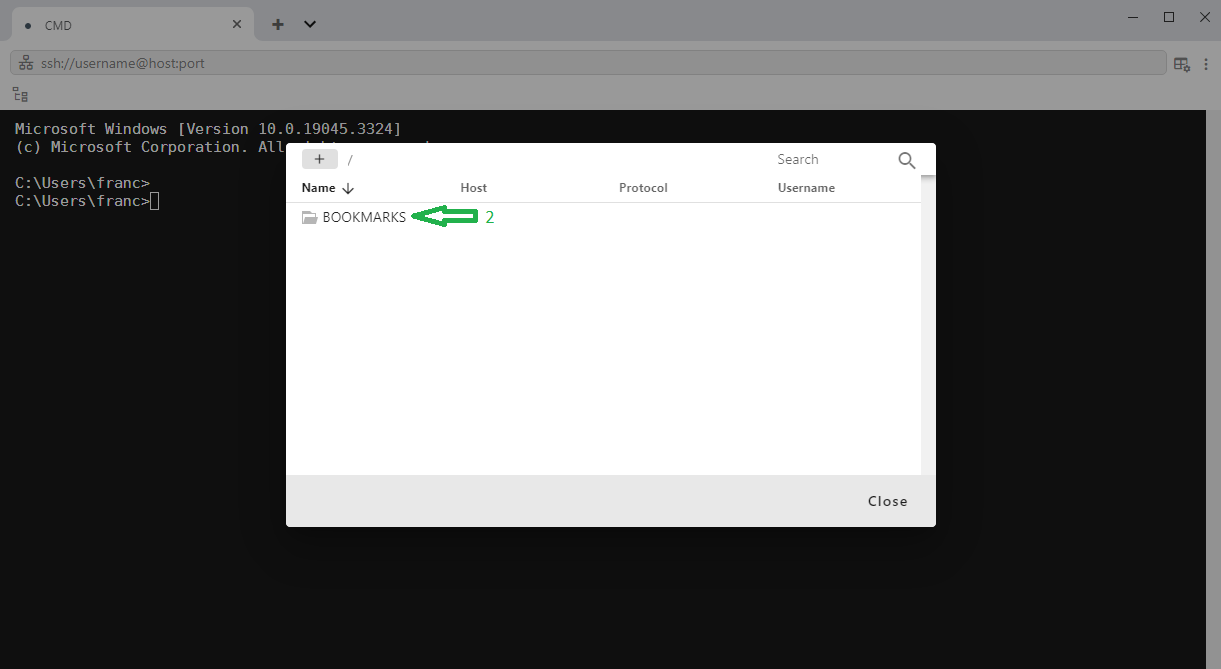 CMD
ssh://username@host:port
Microsoft Windows [Version 10.0.19045.3324]
(c) Microsoft Corporation. All
C:\Users\franc>
C:\Users\franc>
+ /
Search
Name Host Protocol Username
BOOKMARKS 2
Close